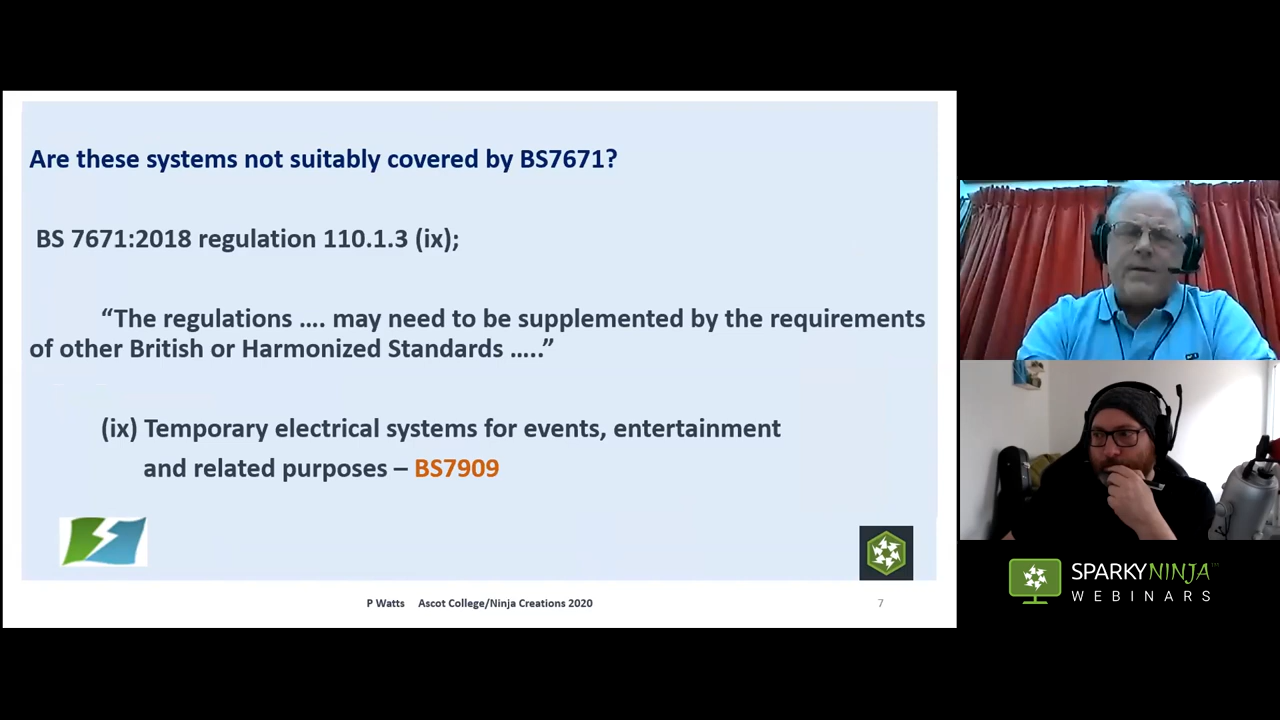 Are these systems not suitably covered by BS7671?
BS 7671:2018 regulation 110.1.3 (ix);
“The regulations .... may need to be supplemented by the requirements
of other British or Harmonized Standards .....”
(ix) Temporary electrical systems for events, entertainment
and related purposes – BS7909
P Watts Ascot College/Ninja Creations 2020
7
SPARKYNINJA™
WEBINARS